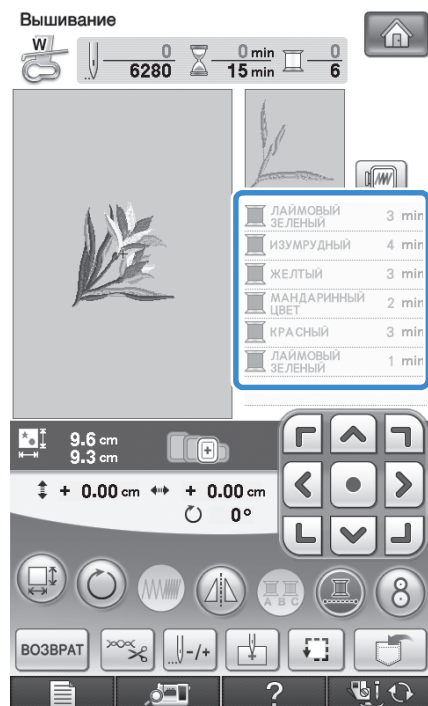 Вышивание
W
0
6280
0 min
15 min
0
6
ЛАЙМОВЫЙ
ЗЕЛЕНЫЙ 3 min
ИЗУМРУДНЫЙ 4 min
ЖЕЛТЫЙ 3 min
МАНДАРИННЫЙ
ЦВЕТ 2 min
КРАСНЫЙ 3 min
ЛАЙМОВЫЙ
ЗЕЛЕНЫЙ 1 min
9.6 cm
9.3 cm
+ 0.00 cm + 0.00 cm
0°
A B C
8
ВОЗВРАТ -/+
?